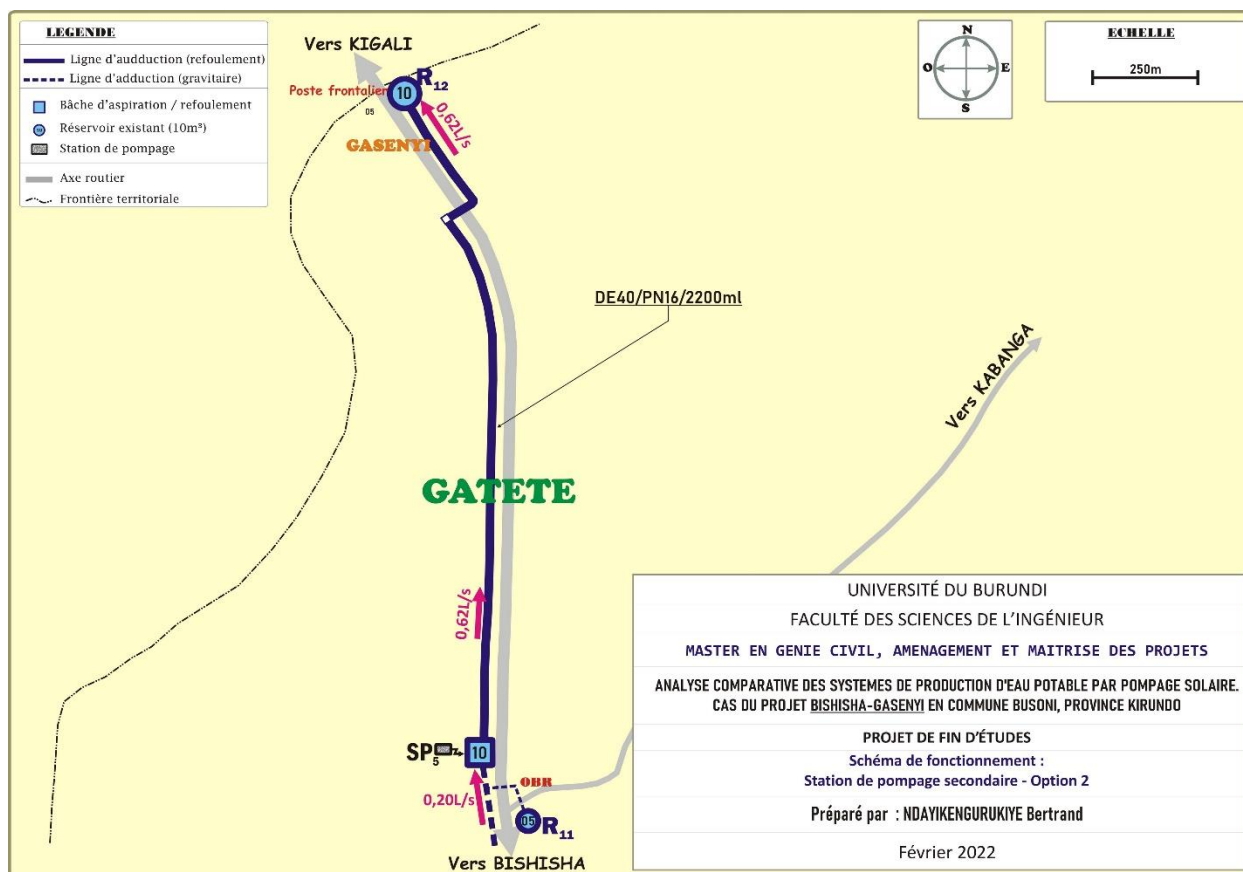 LEGENDE
Ligne d'audduction (refoulement)
Ligne d'adduction (gravitaire)
Bâche d'aspiration / refoulement
Réservoir existant (10m³)
Station de pompage
Axe routier
Frontière territoriale
Vers KIGALI
N
O
E
S
ECHELLE
250m
R12
10
Poste frontalier
05
0,62L/s
GASENYI
DE40/PN16/2200ml
Vers KABANGA
GATETE
0,62L/s
SP5
10
OBR
0,20L/s
05
R11
Vers BISHISHA
UNIVERSITÉ DU BURUNDI
FACULTÉ DES SCIENCES DE L'INGÉNIEUR
MASTER EN GENIE CIVIL, AMENAGEMENT ET MAITRISE DES PROJETS
ANALYSE COMPARATIVE DES SYSTEMES DE PRODUCTION D'EAU POTABLE PAR POMPAGE SOLAIRE.
CAS DU PROJET BISHISHA-GASENYI EN COMMUNE BUSONI, PROVINCE KIRUNDO
PROJET DE FIN D'ÉTUDES
Schéma de fonctionnement :
Station de pompage secondaire - Option 2
Préparé par : NDAYIKENGURUKIYE Bertrand
Février 2022